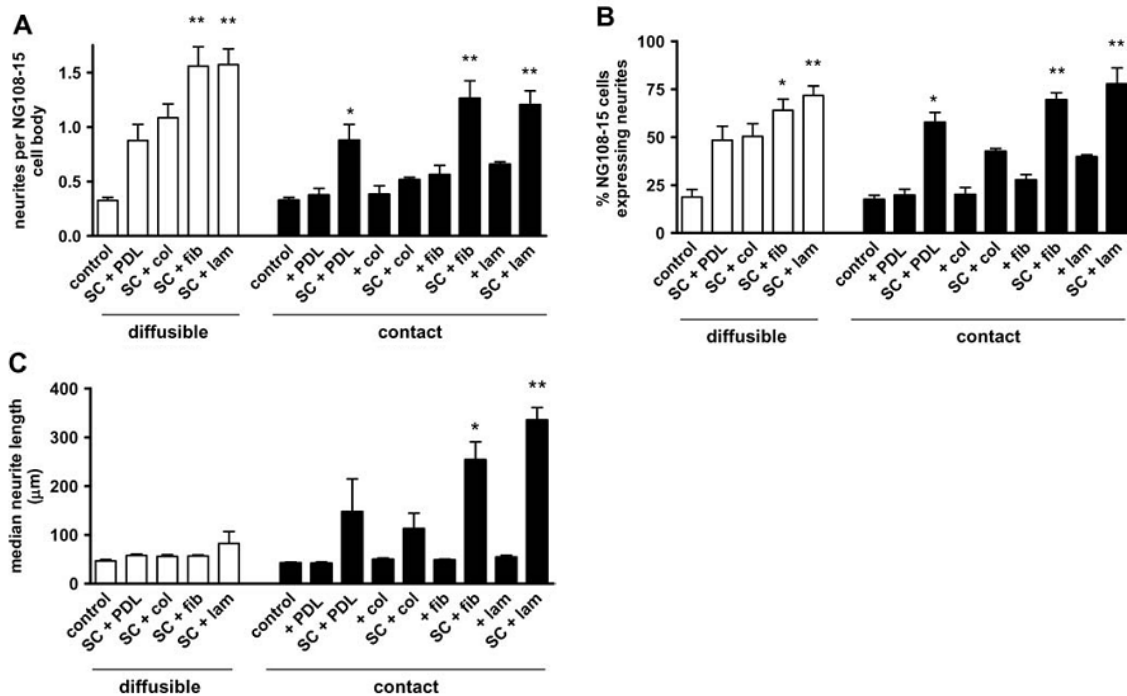 A
neurites per NG108-15
cell body
1.5
1.0
0.5
0.0
** **
* ** **
control
SC + PDL
SC + col
SC + fib
SC + lam
control
+ PDL
SC + PDL
+ col
SC + col
+ fib
SC + fib
+ lam
SC + lam
diffusible
contact
B
% NG108-15 cells
expressing neurites
100
75
50
25
0
* **
* ** **
control
SC + PDL
SC + col
SC + fib
SC + lam
control
+ PDL
SC + PDL
+ col
SC + col
+ fib
SC + fib
+ lam
SC + lam
diffusible
contact
C
median neurite length
(μm)
400
300
200
100
0
* **
control
SC + PDL
SC + col
SC + fib
SC + lam
control
+ PDL
SC + PDL
+ col
SC + col
+ fib
SC + fib
+ lam
SC + lam
diffusible
contact